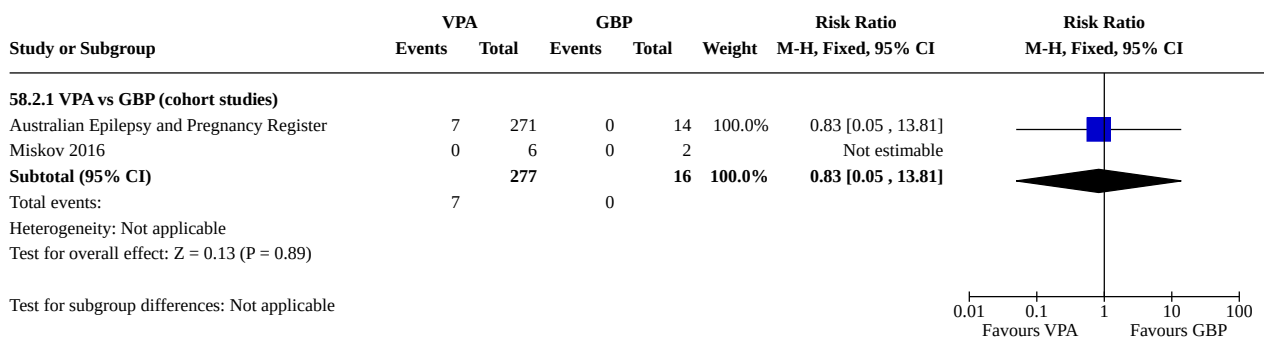 VPA GBP Risk Ratio Risk Ratio
Study or Subgroup Events Total Events Total Weight M-H, Fixed, 95% CI M-H, Fixed, 95% CI
58.2.1 VPA vs GBP (cohort studies)
Australian Epilepsy and Pregnancy Register 7 271 0 14 100.0% 0.83 [0.05 , 13.81]
Miskov 2016 0 6 0 2 Not estimable
Subtotal (95% CI) 277 16 100.0% 0.83 [0.05 , 13.81]
Total events: 7 0
Heterogeneity: Not applicable
Test for overall effect: Z = 0.13 (P = 0.89)
Test for subgroup differences: Not applicable
0.01 0.1 1 10 100
Favours VPA Favours GBP